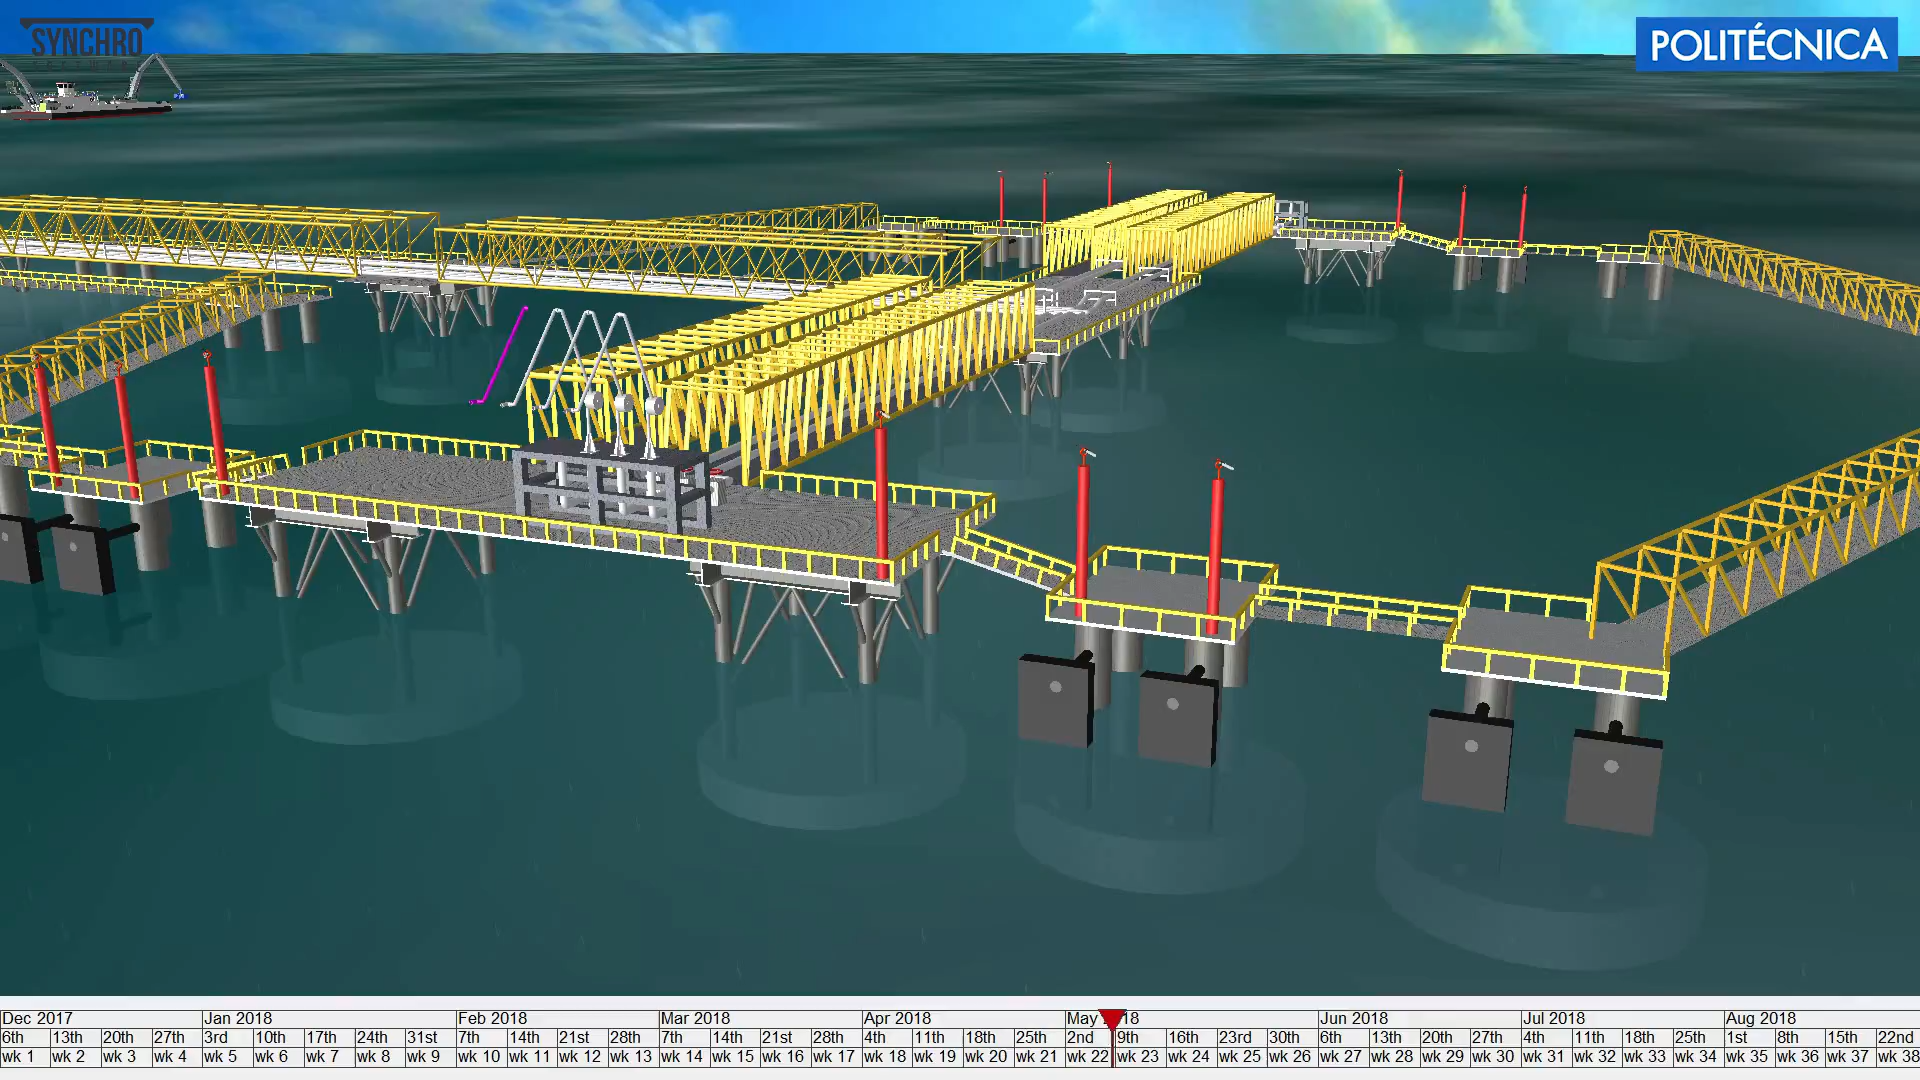 SYNCHRO
SOFTWARE
POLITÉCNICA
Dec 2017 Jan 2018 Feb 2018 Mar 2018 Apr 2018 May 18 Jun 2018 Jul 2018 Aug 2018
6th 13th 20th 27th 3rd 10th 17th 24th 31st 7th 14th 21st 28th 7th 14th 21st 28th 4th 11th 18th 25th 2nd 9th 16th 23rd 30th 6th 13th 20th 27th 4th 11th 18th 25th 1st 8th 15th 22nd
wk 1 wk 2 wk 3 wk 4 wk 5 wk 6 wk 7 wk 8 wk 9 wk 10 wk 11 wk 12 wk 13 wk 14 wk 15 wk 16 wk 17 wk 18 wk 19 wk 20 wk 21 wk 22 wk 23 wk 24 wk 25 wk 26 wk 27 wk 28 wk 29 wk 30 wk 31 wk 32 wk 33 wk 34 wk 35 wk 36 wk 37 wk 38